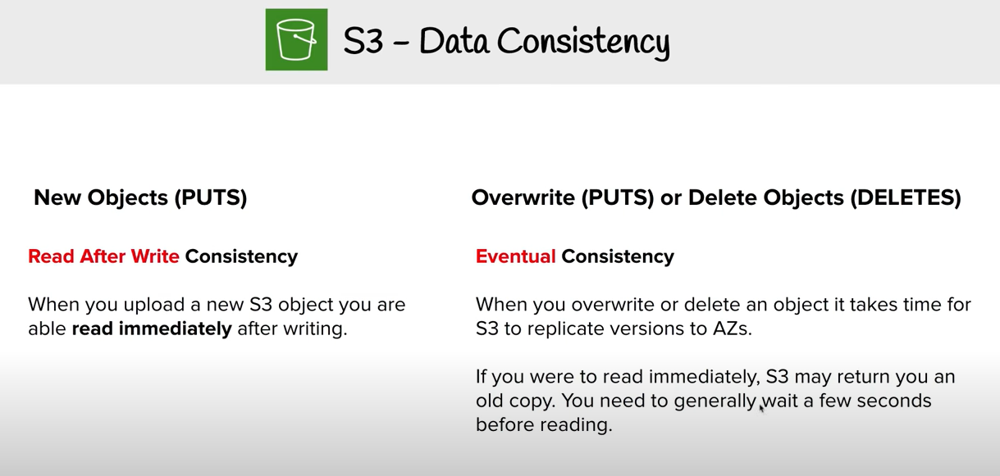 S3 – Data Consistency
New Objects (PUTS)
Read After Write Consistency
When you upload a new S3 object you are
able read immediately after writing.
Overwrite (PUTS) or Delete Objects (DELETES)
Eventual Consistency
When you overwrite or delete an object it takes time for
S3 to replicate versions to AZs.
If you were to read immediately, S3 may return you an
old copy. You need to generally wait a few seconds
before reading.